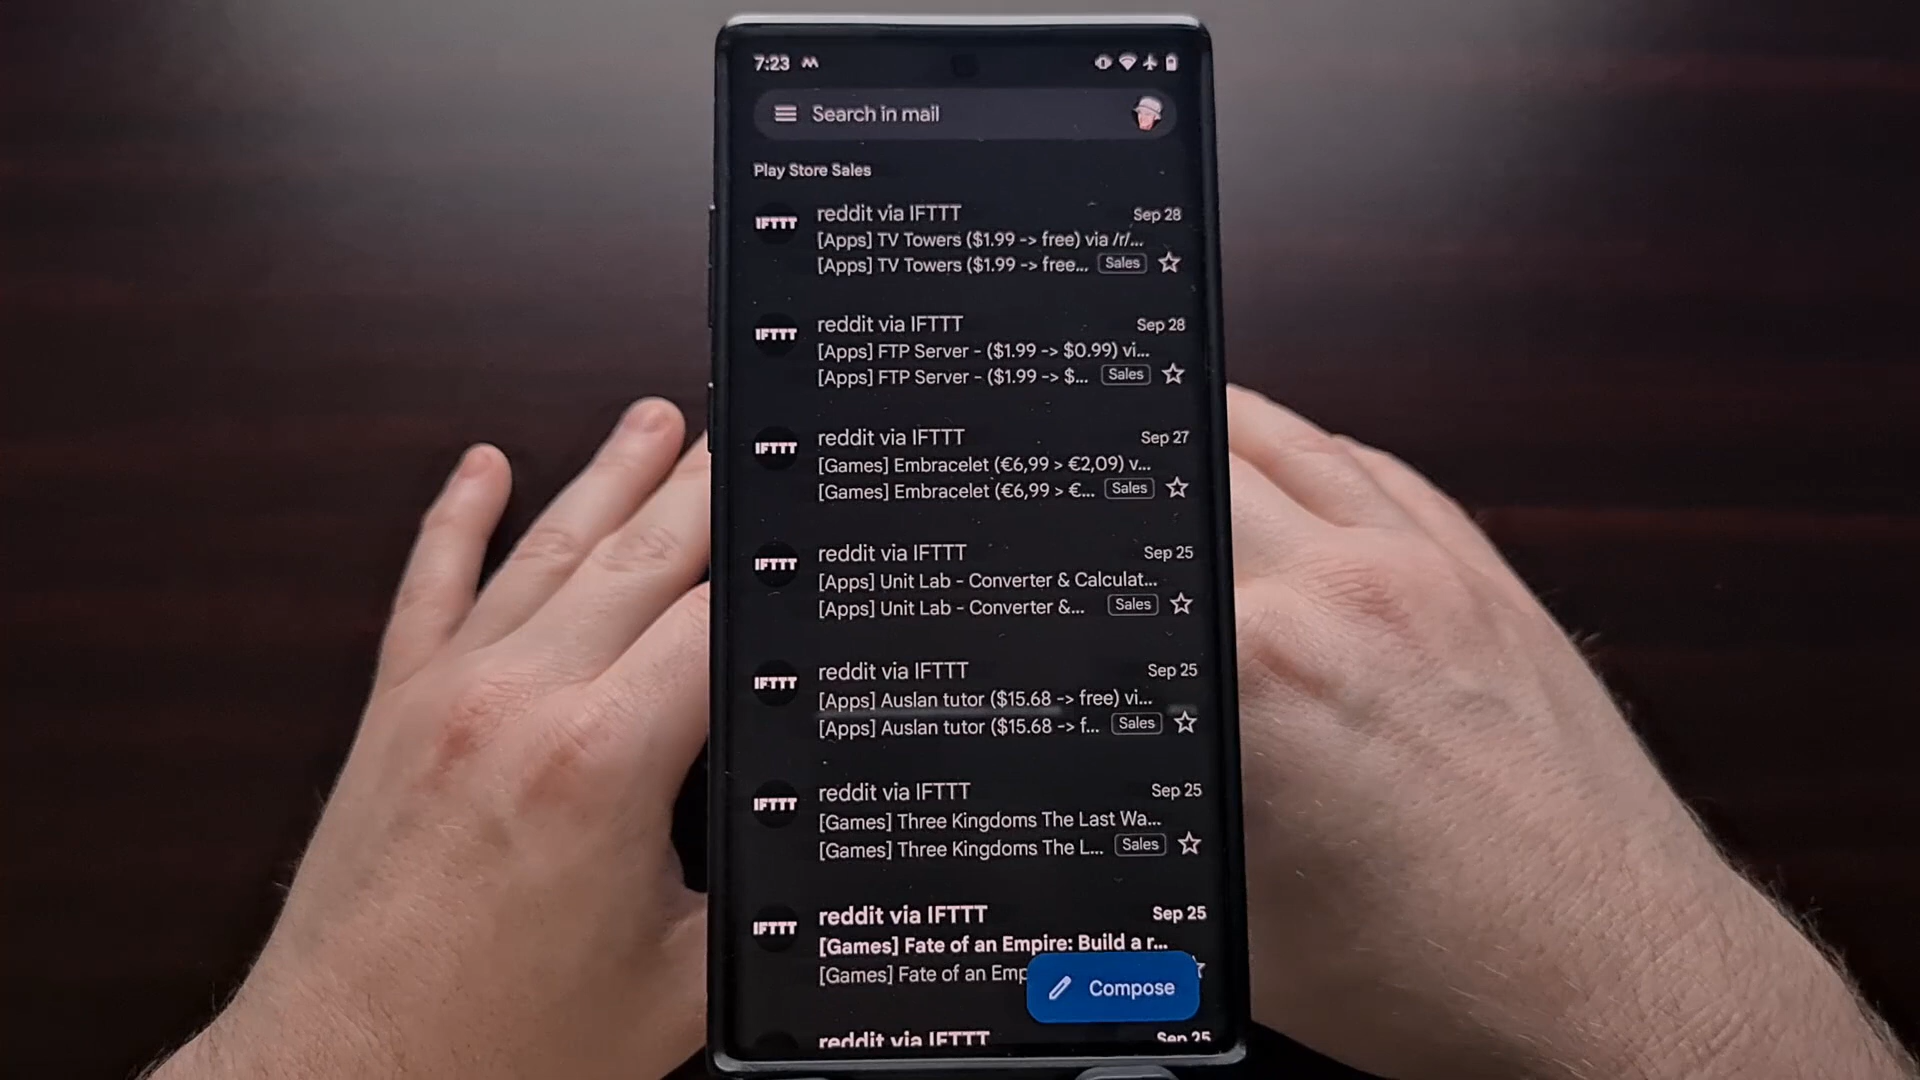 7:23
Search in mail
Play Store Sales
IFTTT
reddit via IFTTT
Sep 28
[Apps] TV Towers ($1.99 -> free) via /r/...
[Apps] TV Towers ($1.99 -> free...
Sales
IFTTT
reddit via IFTTT
Sep 28
[Apps] FTP Server - ($1.99 -> $0.99) vi...
[Apps] FTP Server - ($1.99 -> $...
Sales
IFTTT
reddit via IFTTT
Sep 27
[Games] Embracelet (€6,99 > €2,09) v...
[Games] Embracelet (€6,99 > €...
Sales
IFTTT
reddit via IFTTT
Sep 25
[Apps] Unit Lab - Converter & Calculat...
[Apps] Unit Lab - Converter &...
Sales
IFTTT
reddit via IFTTT
Sep 25
[Apps] Auslan tutor ($15.68 -> free) vi...
[Apps] Auslan tutor ($15.68 -> f...
Sales
IFTTT
reddit via IFTTT
Sep 25
[Games] Three Kingdoms The Last Wa...
[Games] Three Kingdoms The L...
Sales
IFTTT
reddit via IFTTT
Sep 25
[Games] Fate of an Empire: Build a r...
[Games] Fate of an Emp
Compose
reddit via IFTTT
Sep 25